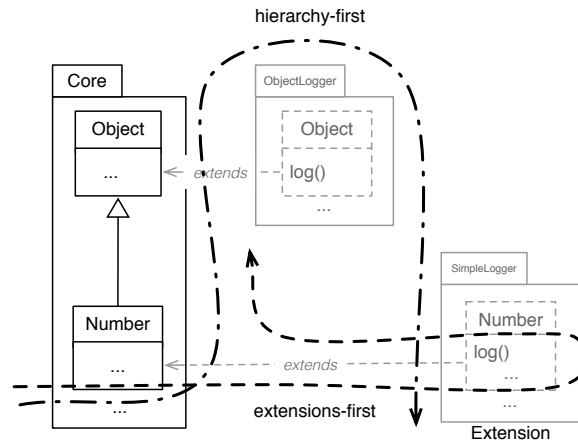 hierarchy-first
Core
ObjectLogger
Object
Object
...
extends
log()
...
SimpleLogger
Number
Number
log()
...
extends
...
...
extensions-first
Extension